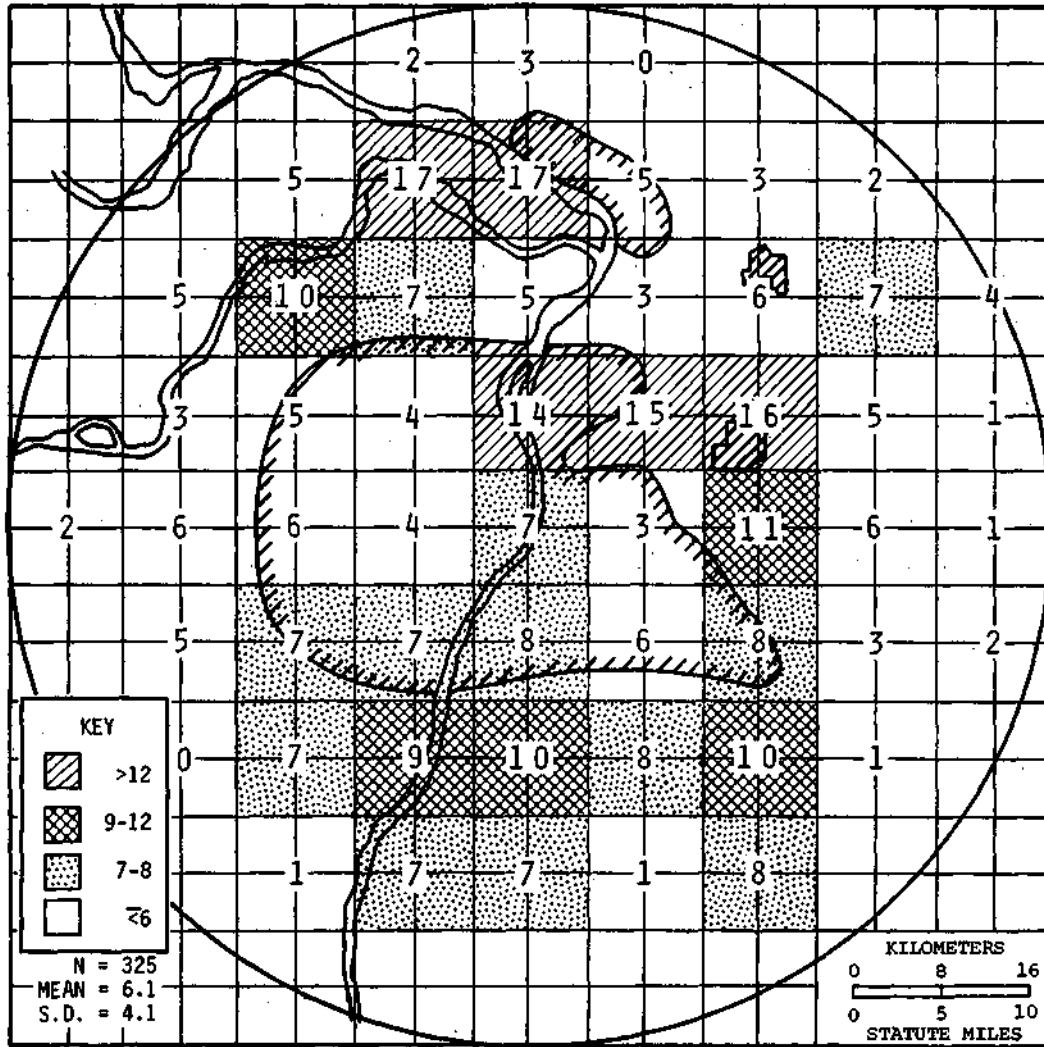 2 3 0
5 17 17 5 3 2
5 10 7 5 3 6 7 4
3 5 4 14 15 16 5 1
2 6 6 4 7 3 11 6 1
5 7 7 8 6 8 3 2
0 7 9 10 8 10 1
1 7 7 1 8
KEY
>12
9-12
7-8
≤6
N = 325
MEAN = 6.1
S.D. = 4.1
KILOMETERS
0 8 16
0 5 10
STATUTE MILES